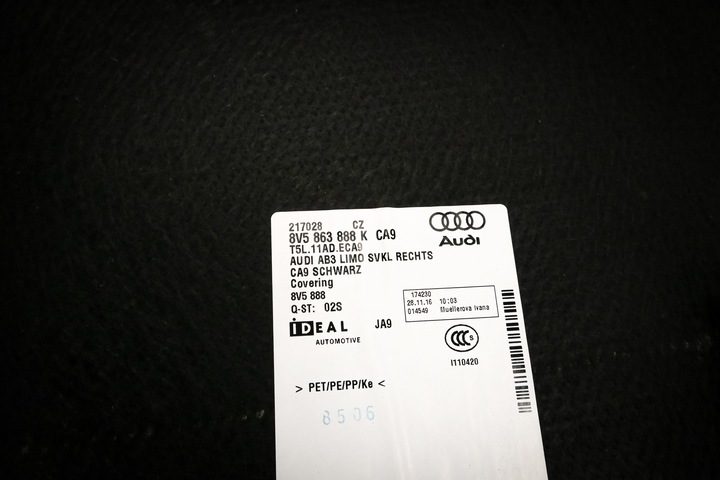 217028 CZ
8V5 863 888 K CA9
Audi
T5L.11AD.ECA9
AUDI AB3 LIMO SVKL RECHTS
CA9 SCHWARZ
Covering
8V5 888
Q-ST: 02S
174230
28.11.16 10:03
014549 Muellerova Ivana
IDEAL
AUTOMOTIVE
JA9
CCC S
I110420
> PET/PE/PP/Ke <
8506